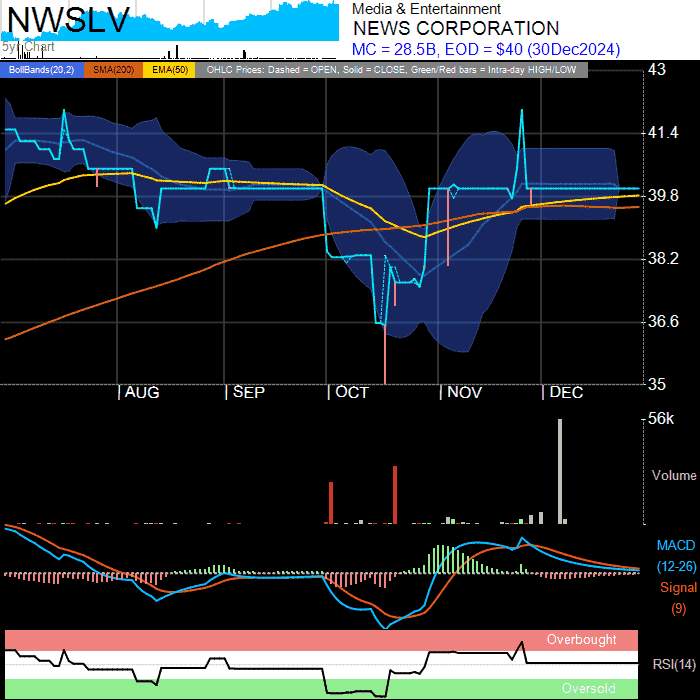 NWSLV
5yr Chart
Media & Entertainment
NEWS CORPORATION
MC = 28.5B, EOD = $40 (30Dec2024)
BollBands(20,2) SMA(200) EMA(50) OHLC Prices: Dashed = OPEN, Solid = CLOSE, Green/Red bars = Intra-day HIGH/LOW
43
41.4
39.8
38.2
36.6
35
AUG SEP OCT NOV DEC
56k
Volume
MACD
(12-26)
Signal
(9)
Overbought
RSI(14)
Oversold